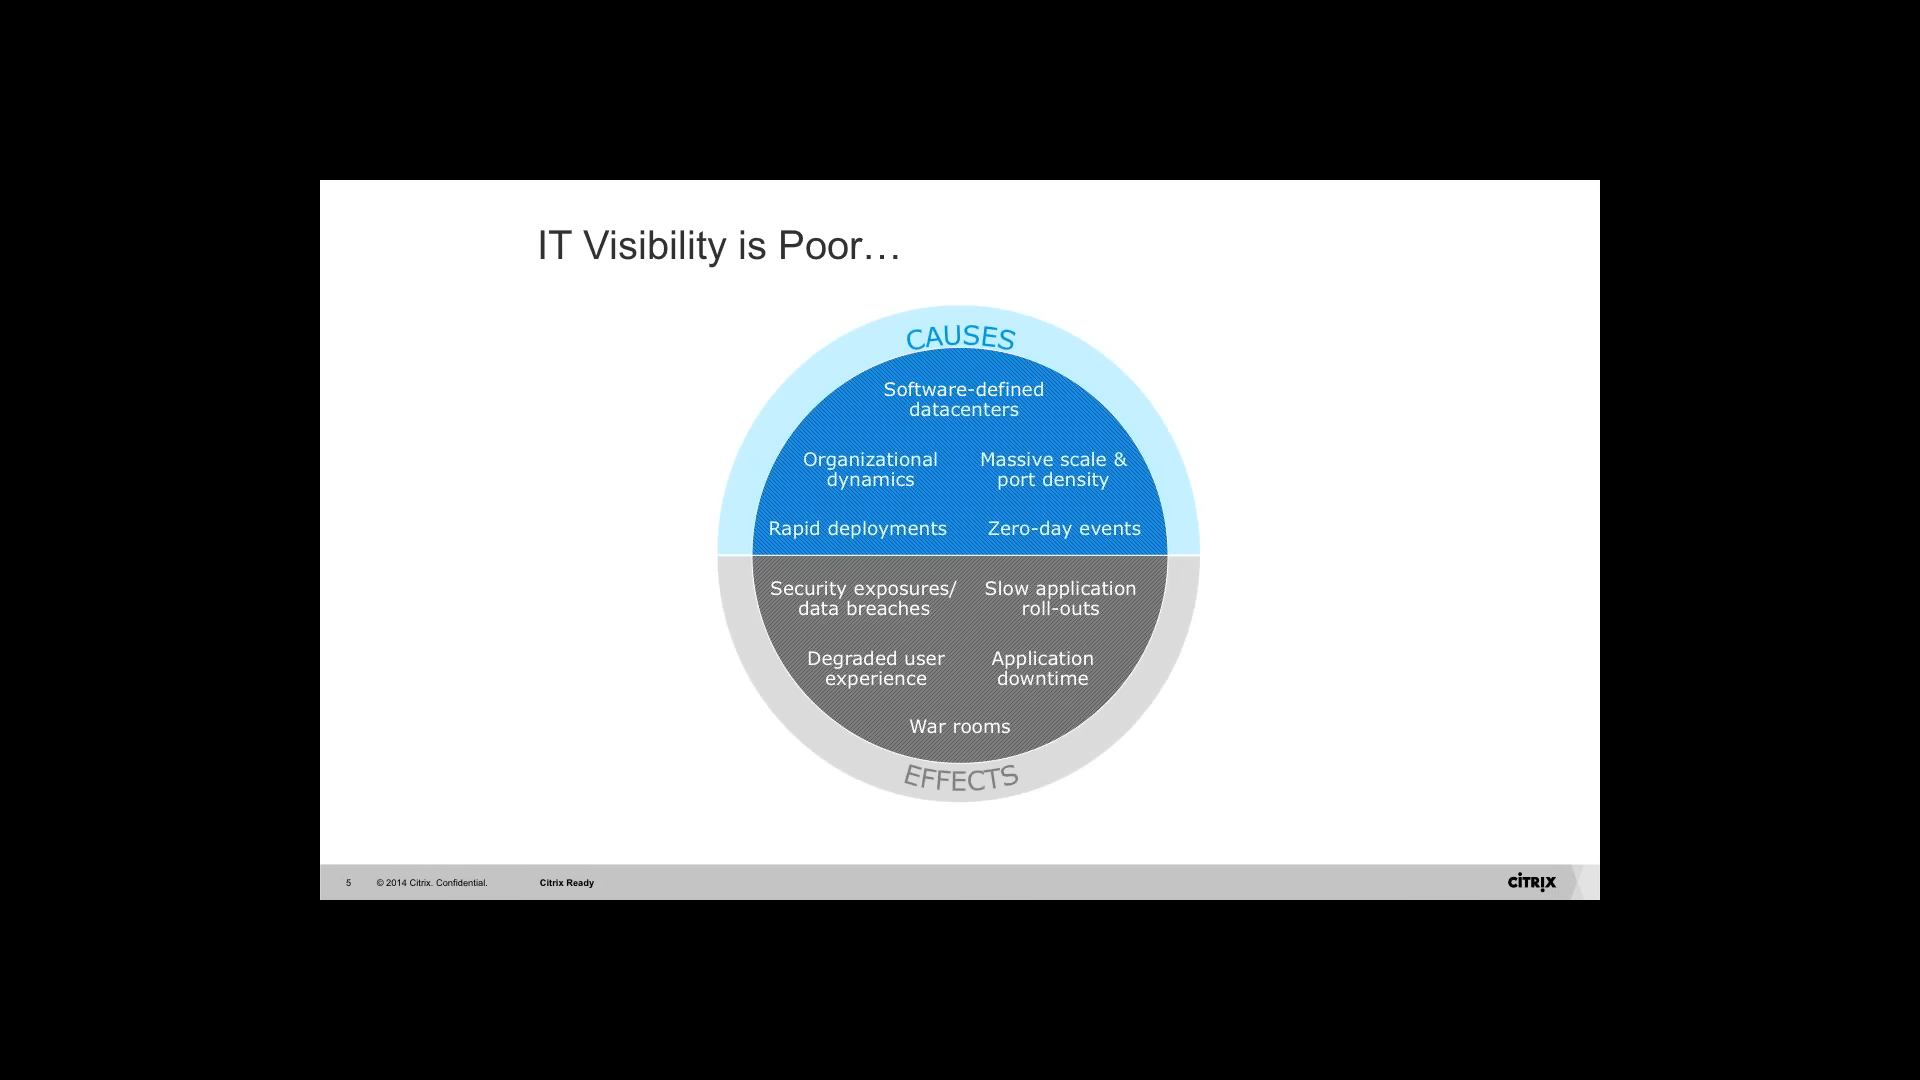 IT Visibility is Poor…
CAUSES
Software-defined
datacenters
Organizational
dynamics
Massive scale &
port density
Rapid deployments
Zero-day events
Security exposures/
data breaches
Slow application
roll-outs
Degraded user
experience
Application
downtime
War rooms
EFFECTS
5
© 2014 Citrix. Confidential.
Citrix Ready
CITRIX